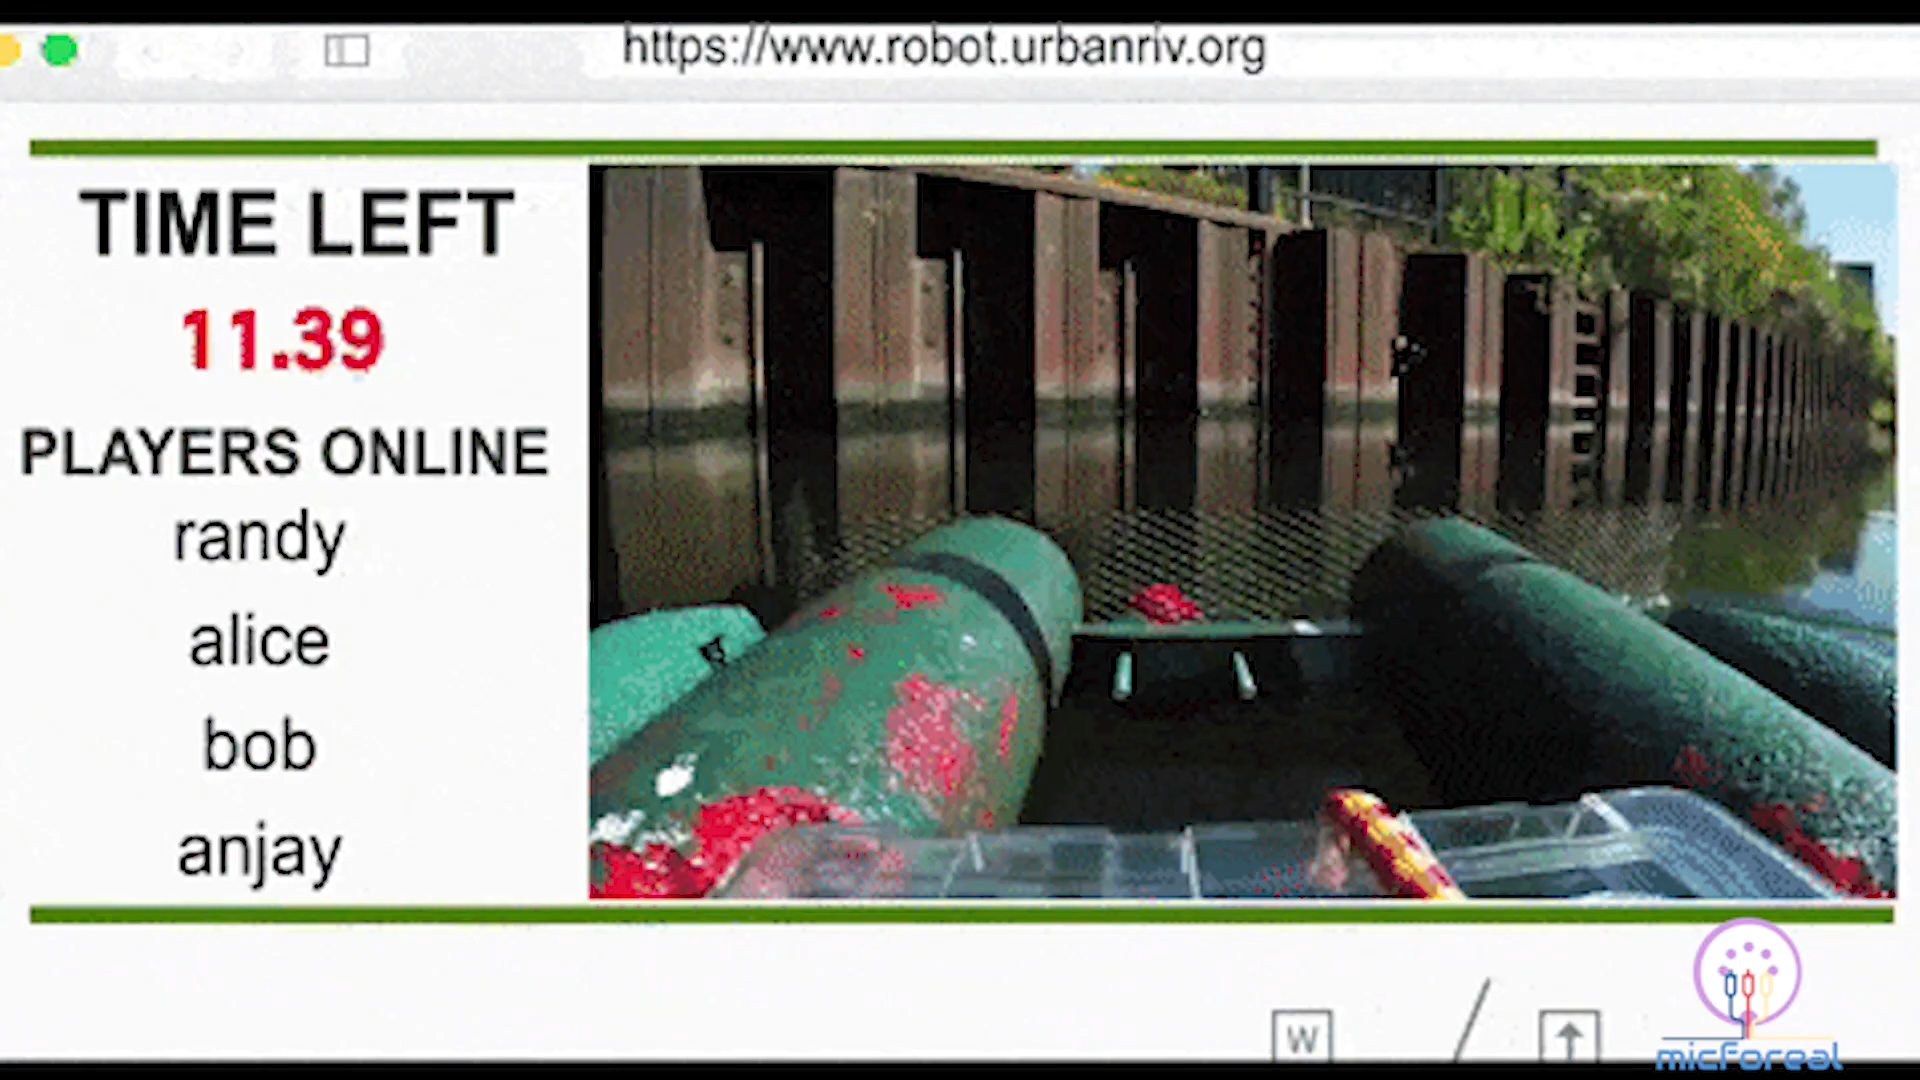 https://www.robot.urbanriv.org
TIME LEFT
11.39
PLAYERS ONLINE
randy
alice
bob
anjay
W /
micforeal